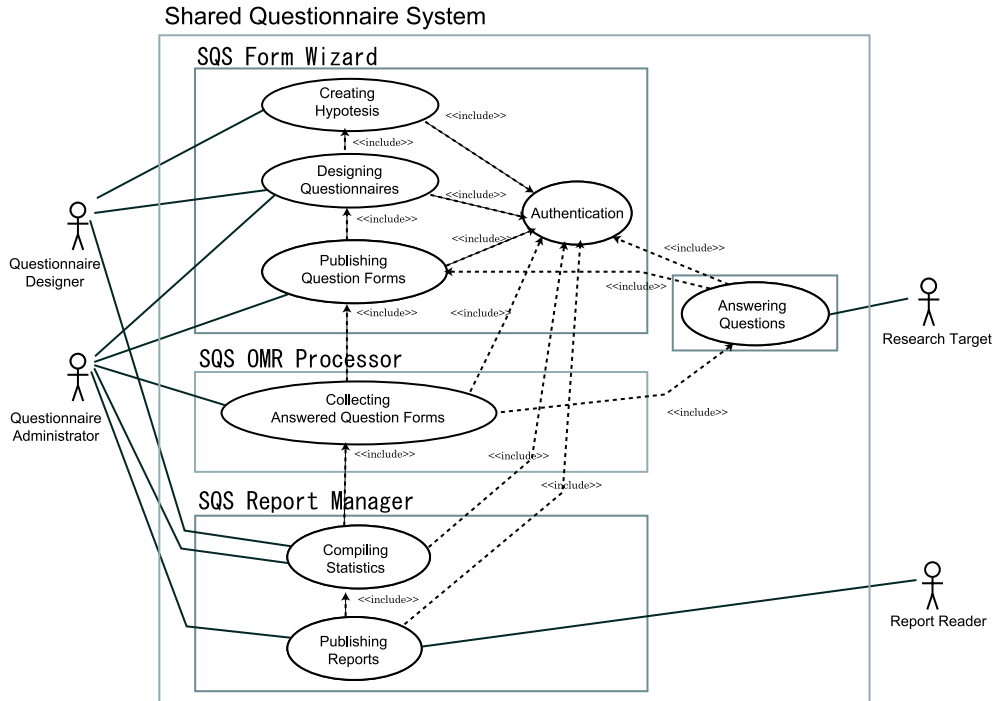 Shared Questionnaire System
SQS Form Wizard
Creating
Hypotesis
<<include>>
<<include>>
Designing
Questionnaires
<<include>>
Authentication
<<include>>
<<include>>
<<include>>
Publishing
Question Forms
<<include>>
Questionnaire
Designer
Answering
Questions
<<include>>
<<include>>
Research Target
SQS OMR Processor
Collecting
Answered Question Forms
<<include>>
Questionnaire
Administrator
<<include>>
<<include>>
SQS Report Manager
<<include>>
Compiling
Statistics
<<include>>
Publishing
Reports
Report Reader